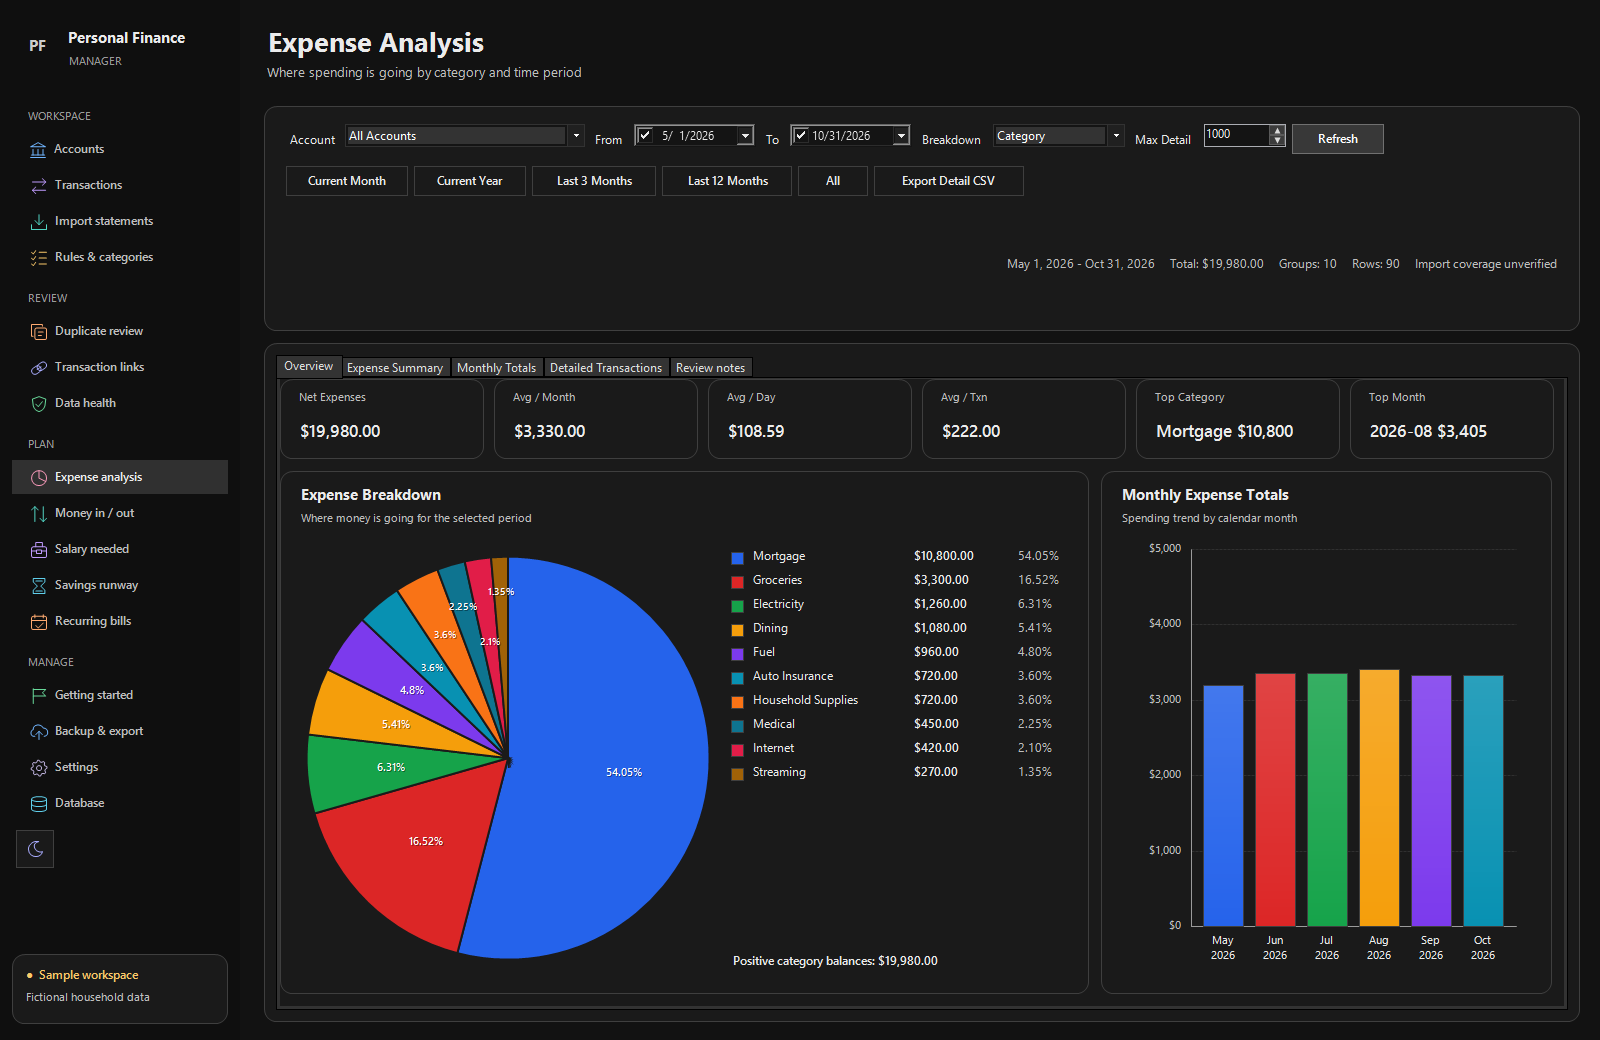 PF
Personal Finance
MANAGER
WORKSPACE
Accounts
Transactions
Import statements
Rules & categories
REVIEW
Duplicate review
Transaction links
Data health
PLAN
Expense analysis
Money in / out
Salary needed
Savings runway
Recurring bills
MANAGE
Getting started
Backup & export
Settings
Database
Sample workspace
Fictional household data
Expense Analysis
Where spending is going by category and time period
Account All Accounts From 5/ 1/2026 To 10/31/2026 Breakdown Category Max Detail 1000 Refresh
Current Month Current Year Last 3 Months Last 12 Months All Export Detail CSV
May 1, 2026 - Oct 31, 2026 Total: $19,980.00 Groups: 10 Rows: 90 Import coverage unverified
Overview Expense Summary Monthly Totals Detailed Transactions Review notes
Net Expenses
$19,980.00
Avg / Month
$3,330.00
Avg / Day
$108.59
Avg / Txn
$222.00
Top Category
Mortgage $10,800
Top Month
2026-08 $3,405
Expense Breakdown
Where money is going for the selected period
1.35%
2.25%
3.6%
2.1%
3.6%
4.8%
5.41%
6.31%
54.05%
16.52%
Mortgage $10,800.00 54.05%
Groceries $3,300.00 16.52%
Electricity $1,260.00 6.31%
Dining $1,080.00 5.41%
Fuel $960.00 4.80%
Auto Insurance $720.00 3.60%
Household Supplies $720.00 3.60%
Medical $450.00 2.25%
Internet $420.00 2.10%
Streaming $270.00 1.35%
Positive category balances: $19,980.00
Monthly Expense Totals
Spending trend by calendar month
$5,000
$4,000
$3,000
$2,000
$1,000
$0
May Jun Jul Aug Sep Oct
2026 2026 2026 2026 2026 2026